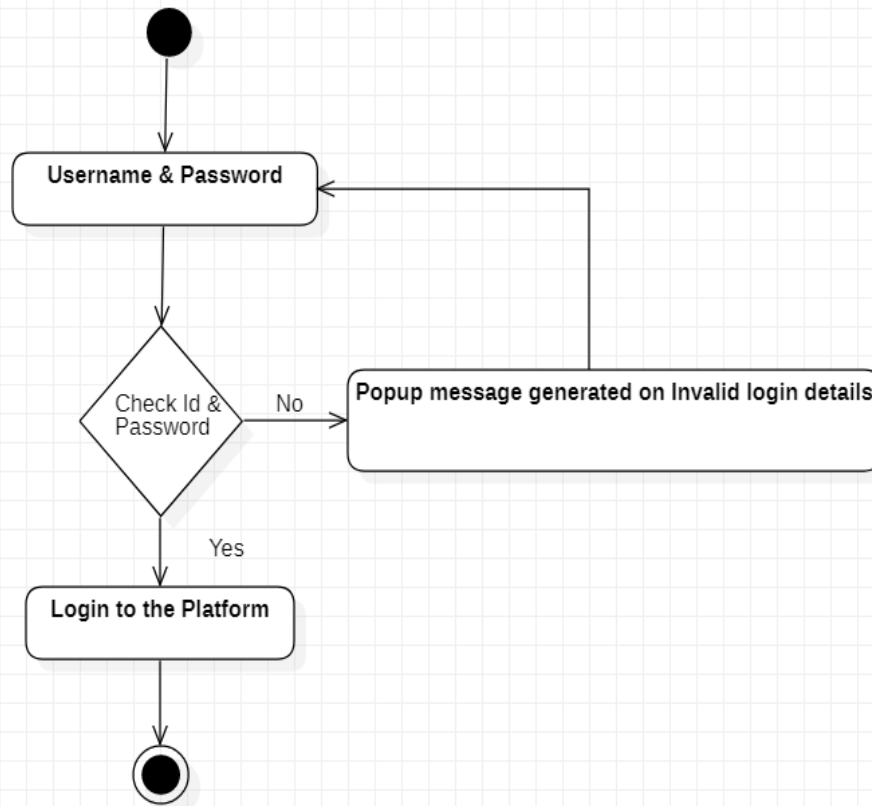 Username & Password
Check Id &
Password
No
Popup message generated on Invalid login details
Yes
Login to the Platform